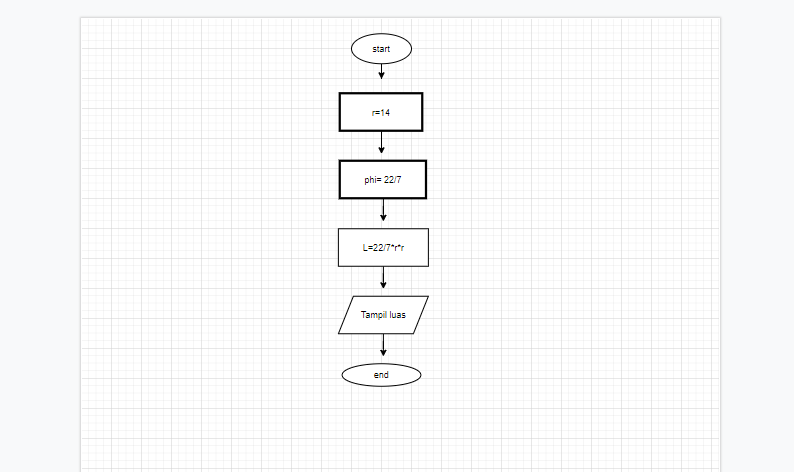 start
r=14
phi= 22/7
L=22/7*r*r
Tampil luas
end